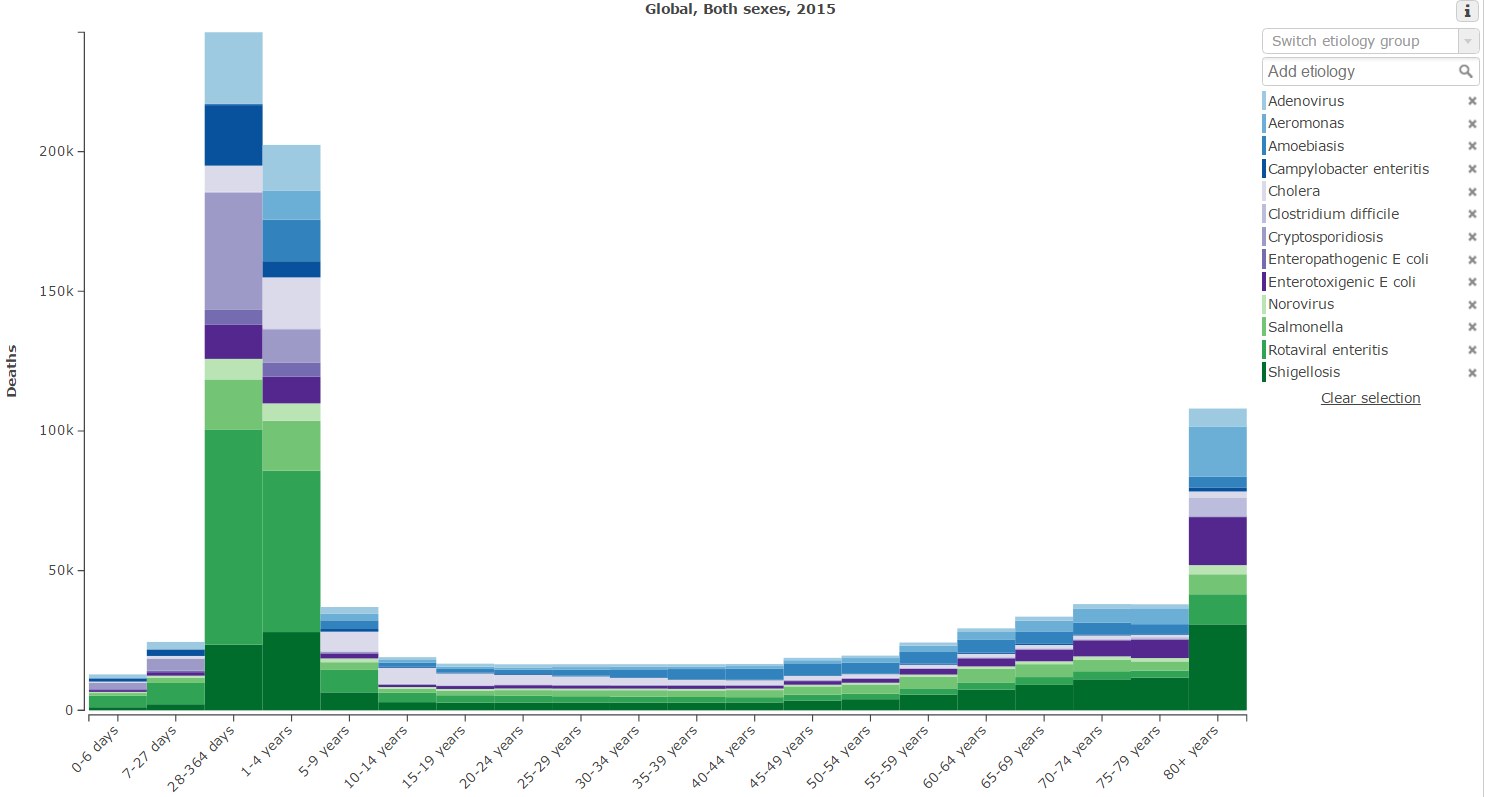 Global, Both sexes, 2015
i
Switch etiology group
Add etiology
Adenovirus
Aeromonas
Amoebiasis
Campylobacter enteritis
Cholera
Clostridium difficile
Cryptosporidiosis
Enteropathogenic E coli
Enterotoxigenic E coli
Norovirus
Salmonella
Rotaviral enteritis
Shigellosis
Clear selection
Deaths
200k
150k
100k
50k
0
0-6 days
7-27 days
28-364 days
1-4 years
5-9 years
10-14 years
15-19 years
20-24 years
25-29 years
30-34 years
35-39 years
40-44 years
45-49 years
50-54 years
55-59 years
60-64 years
65-69 years
70-74 years
75-79 years
80+ years